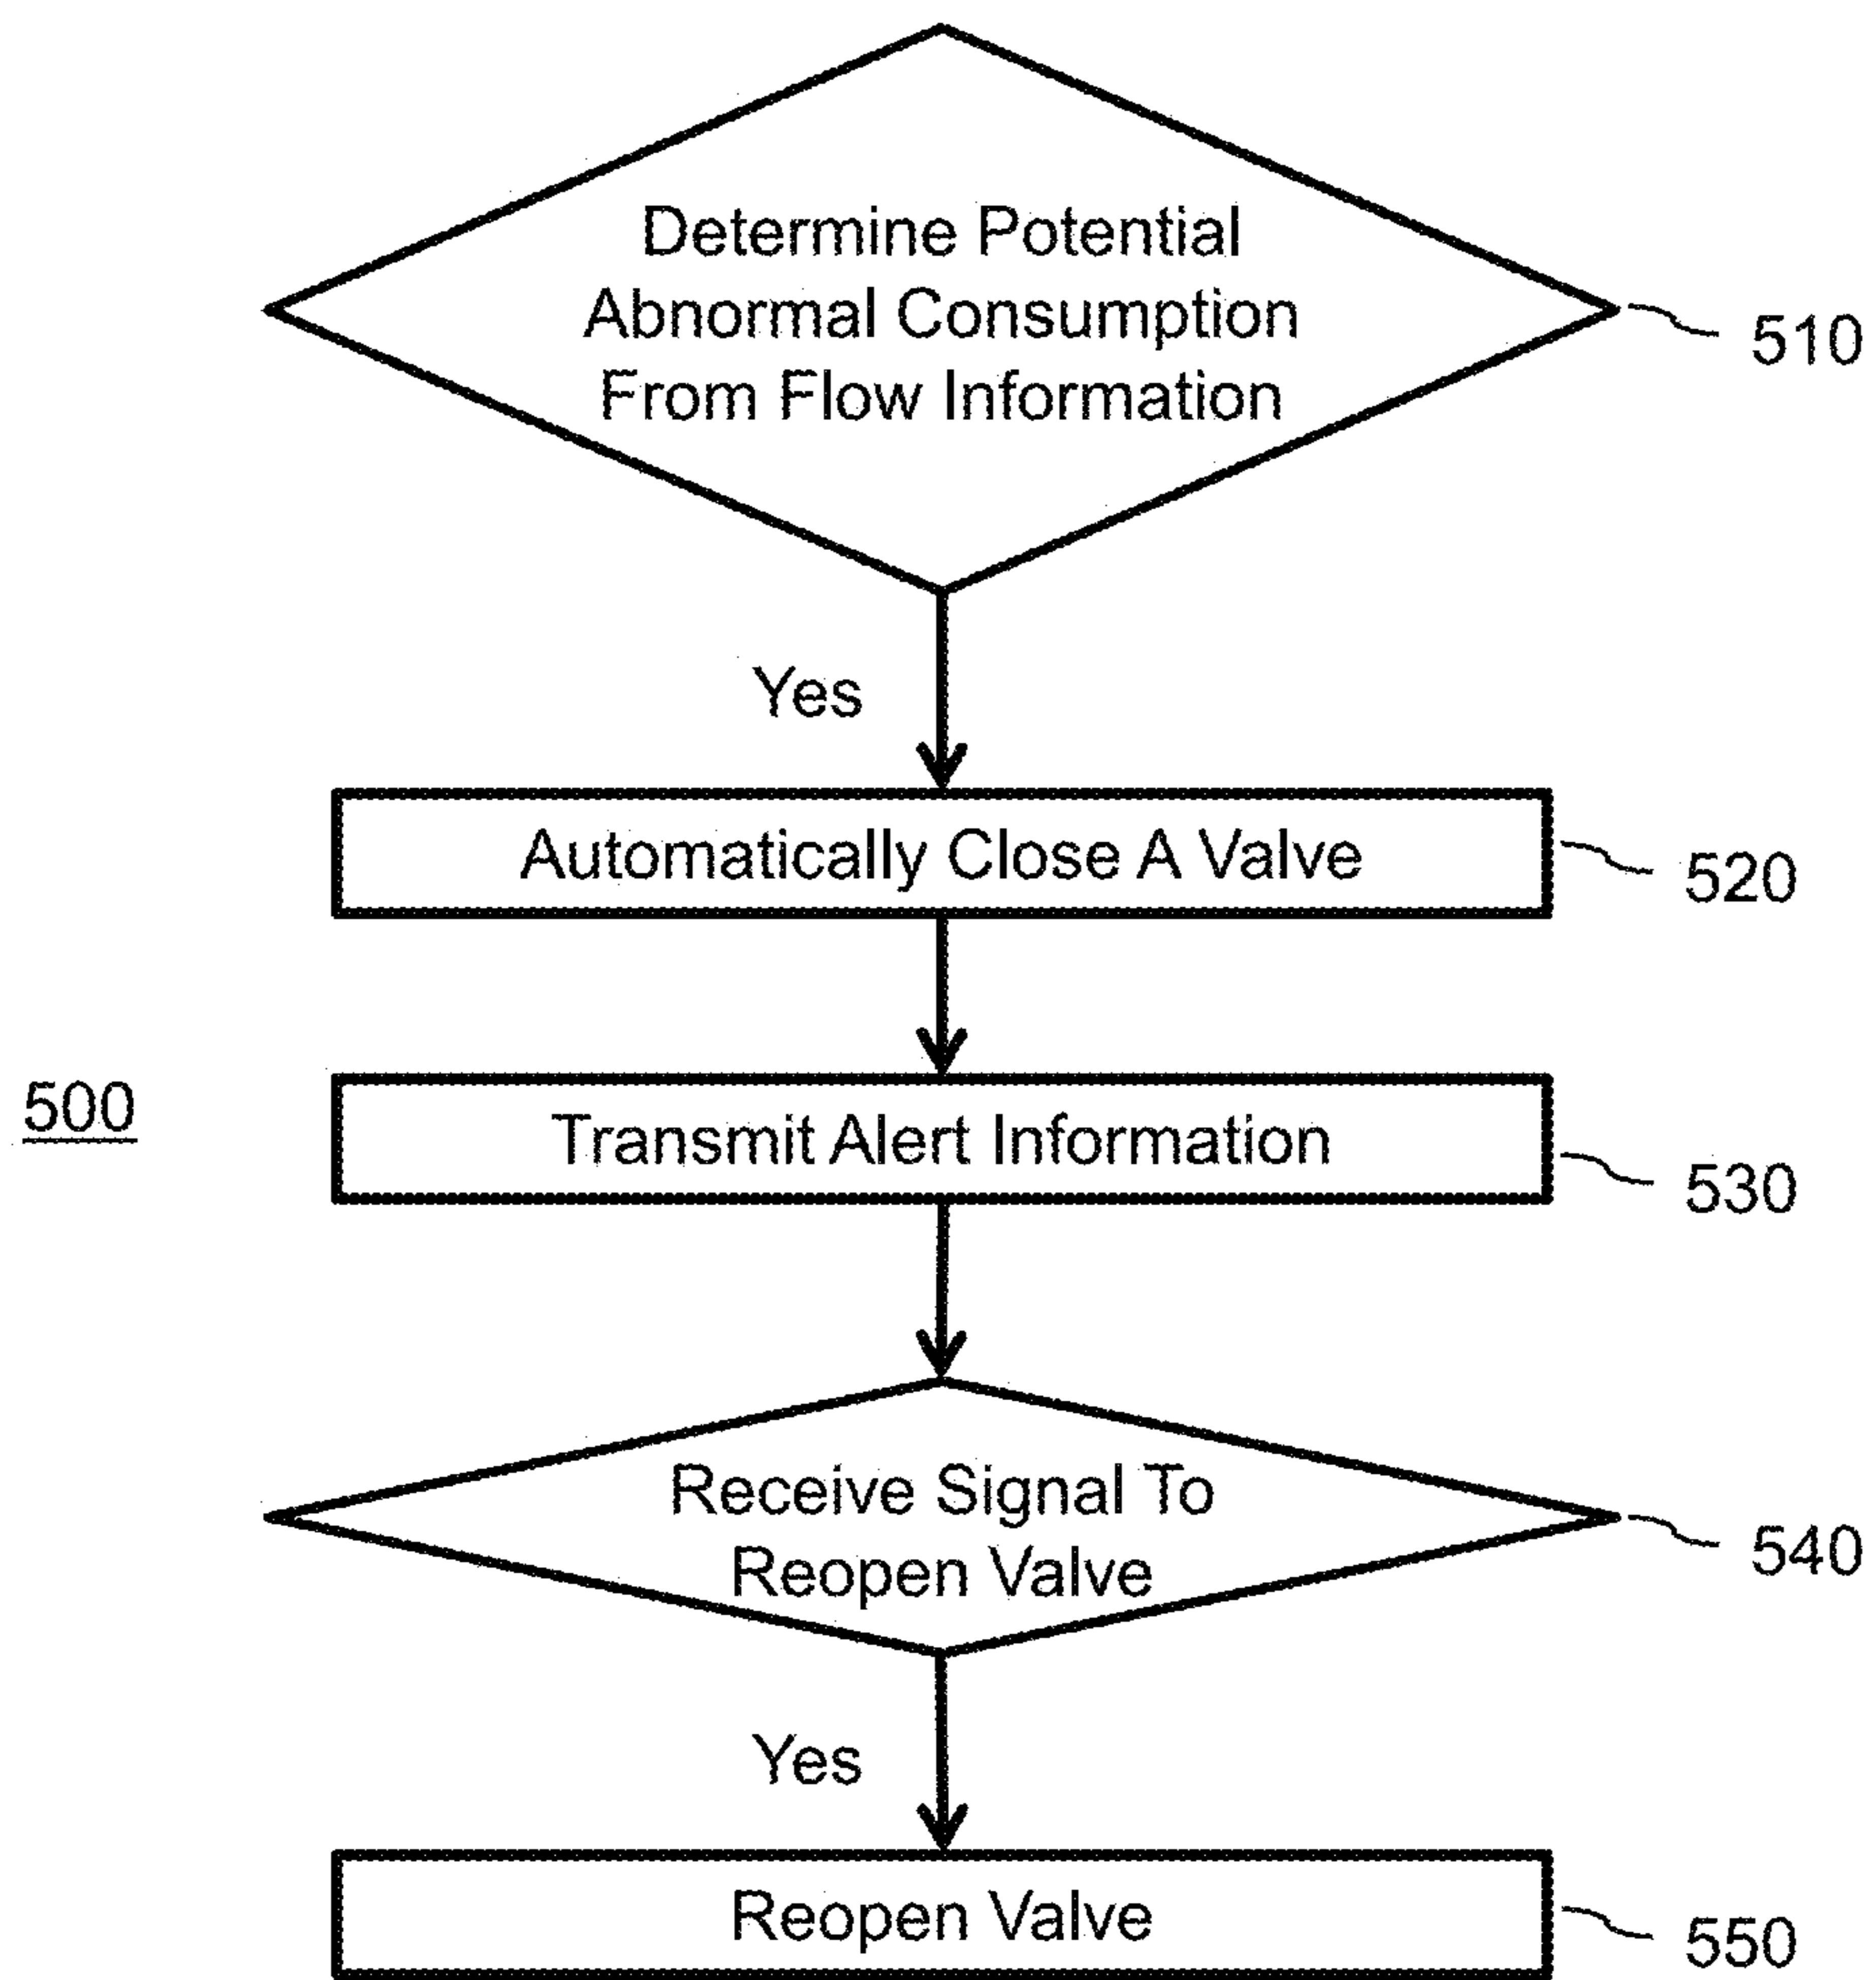 Determine Potential
Abnormal Consumption
From Flow Information
510
Yes
Automatically Close A Valve
520
500
Transmit Alert Information
530
Receive Signal To
Reopen Valve
540
Yes
Reopen Valve
550